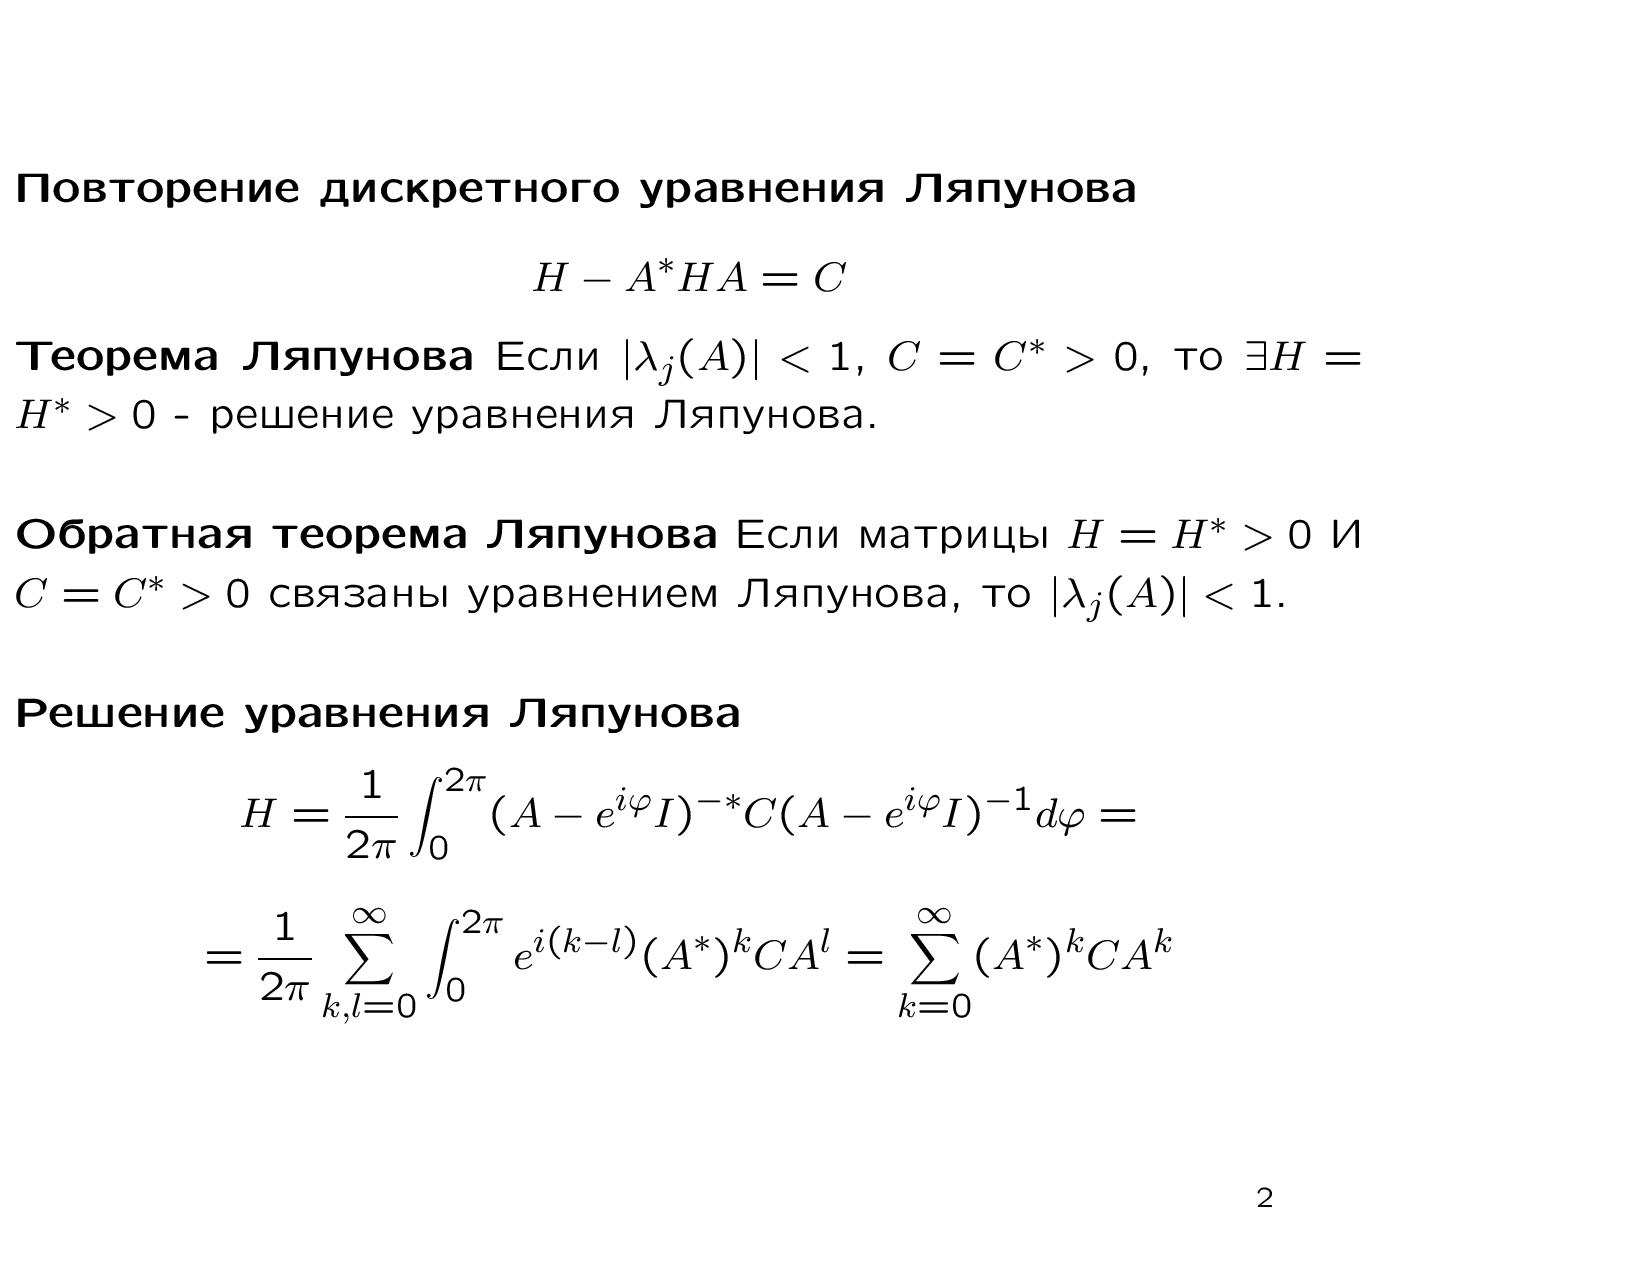 Повторение дискретного уравнения Ляпунова
H − A*HA = C
Теорема Ляпунова Если |λ_j(A)| < 1, C = C* > 0, то ∃H =
H* > 0 - решение уравнения Ляпунова.
Обратная теорема Ляпунова Если матрицы H = H* > 0 И
C = C* > 0 связаны уравнением Ляпунова, то |λ_j(A)| < 1.
Решение уравнения Ляпунова
H = \frac{1}{2π} ∫_0^{2π} (A − e^{iφ}I)^{−*}C(A − e^{iφ}I)^{−1}dφ =
= \frac{1}{2π} ∑_{k,l=0}^{∞} ∫_0^{2π} e^{i(k−l)}(A*)^k CA^l = ∑_{k=0}^{∞} (A*)^k CA^k
2